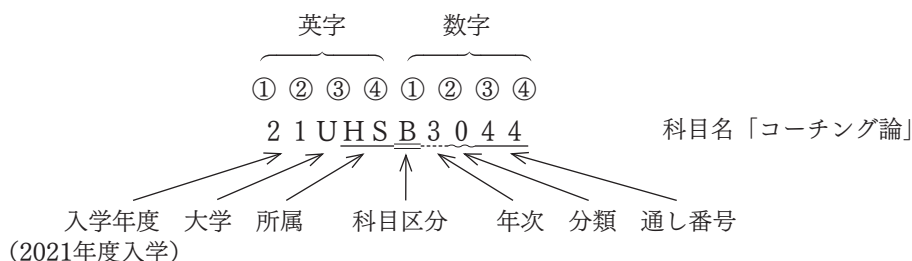 英字 数字
① ② ③ ④ ① ② ③ ④
2 1 U H S B 3 0 4 4 科目名「コーチング論」
入学年度 大学 所属 科目区分 年次 分類 通し番号
（2021年度入学）